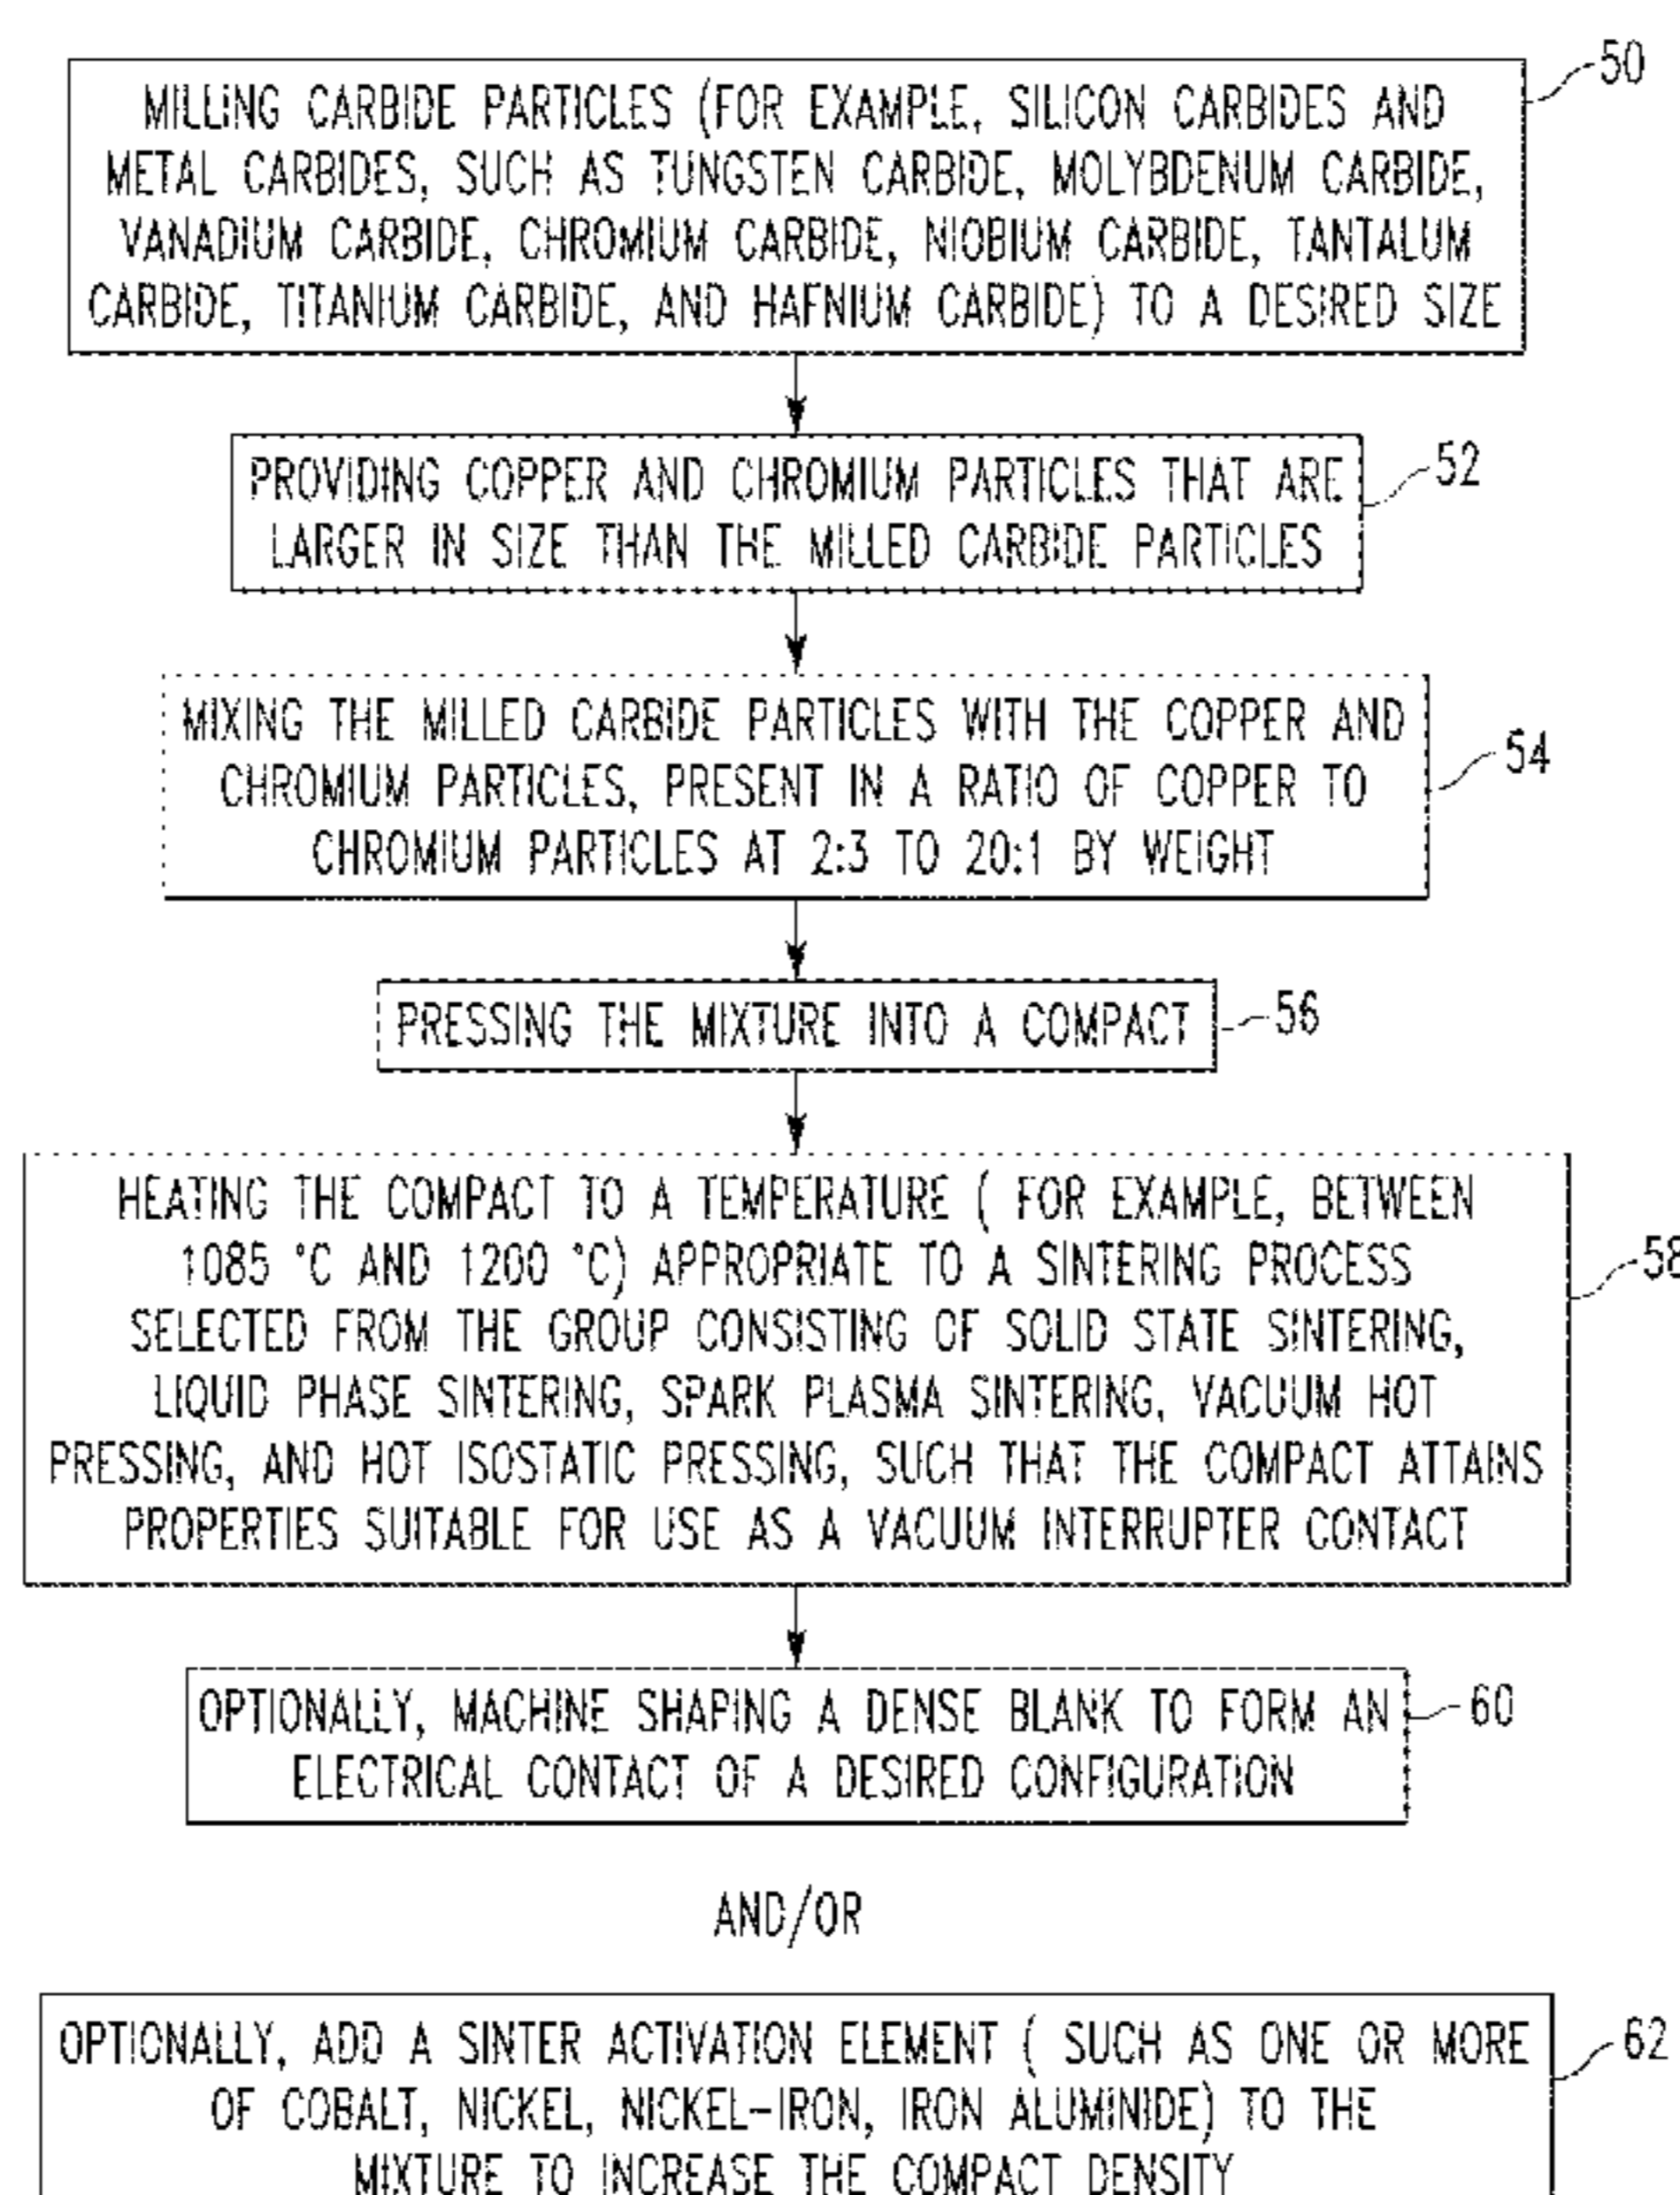 50
MILLING CARBIDE PARTICLES (FOR EXAMPLE, SILICON CARBIDES AND
METAL CARBIDES, SUCH AS TUNGSTEN CARBIDE, MOLYBDENUM CARBIDE,
VANADIUM CARBIDE, CHROMIUM CARBIDE, NIOBIUM CARBIDE, TANTALUM
CARBIDE, TITANIUM CARBIDE, AND HAFNIUM CARBIDE) TO A DESIRED SIZE
52
PROVIDING COPPER AND CHROMIUM PARTICLES THAT ARE
LARGER IN SIZE THAN THE MILLED CARBIDE PARTICLES
54
MIXING THE MILLED CARBIDE PARTICLES WITH THE COPPER AND
CHROMIUM PARTICLES, PRESENT IN A RATIO OF COPPER TO
CHROMIUM PARTICLES AT 2:3 TO 20:1 BY WEIGHT
56
PRESSING THE MIXTURE INTO A COMPACT
58
HEATING THE COMPACT TO A TEMPERATURE ( FOR EXAMPLE, BETWEEN
1085 °C AND 1200 °C) APPROPRIATE TO A SINTERING PROCESS
SELECTED FROM THE GROUP CONSISTING OF SOLID STATE SINTERING,
LIQUID PHASE SINTERING, SPARK PLASMA SINTERING, VACUUM HOT
PRESSING, AND HOT ISOSTATIC PRESSING, SUCH THAT THE COMPACT ATTAINS
PROPERTIES SUITABLE FOR USE AS A VACUUM INTERRUPTER CONTACT
60
OPTIONALLY, MACHINE SHAPING A DENSE BLANK TO FORM AN
ELECTRICAL CONTACT OF A DESIRED CONFIGURATION
AND/OR
62
OPTIONALLY, ADD A SINTER ACTIVATION ELEMENT ( SUCH AS ONE OR MORE
OF COBALT, NICKEL, NICKEL-IRON, IRON ALUMINIDE) TO THE
MIXTURE TO INCREASE THE COMPACT DENSITY